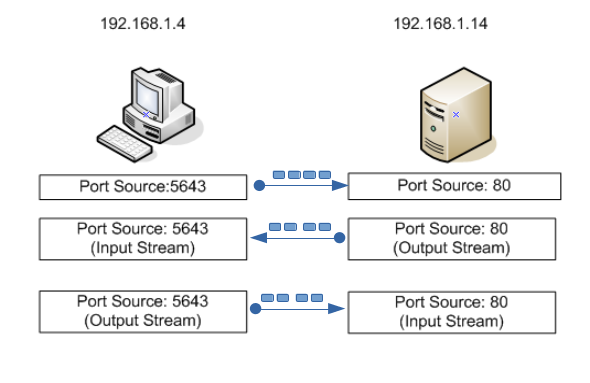 192.168.1.4
192.168.1.14
Port Source:5643
Port Source: 80
Port Source: 5643
(Input Stream)
Port Source: 80
(Output Stream)
Port Source: 5643
(Output Stream)
Port Source: 80
(Input Stream)